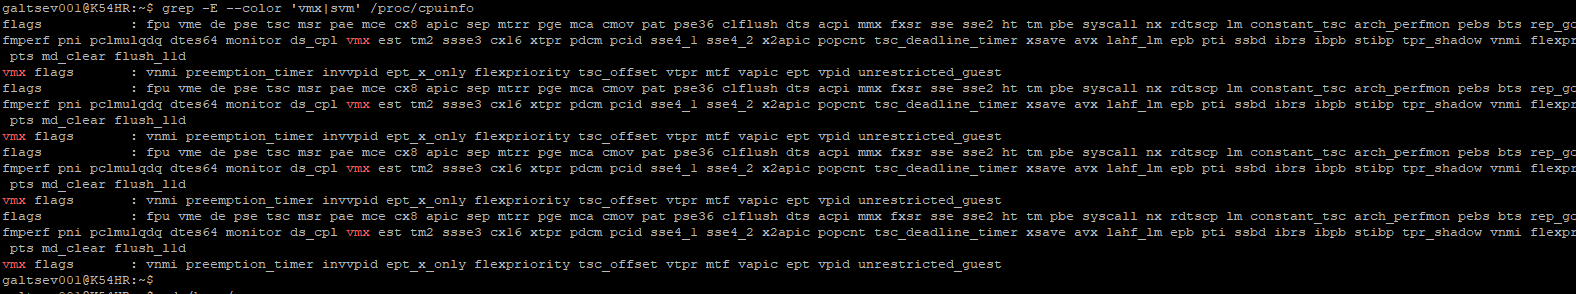 galtsev001@K54HR:~$ grep -E --color 'vmx|svm' /proc/cpuinfo
flags           : fpu vme de pse tsc msr pae mce cx8 apic sep mtrr pge mca cmov pat pse36 clflush dts acpi mmx fxsr sse sse2 ht tm pbe syscall nx rdtscp lm constant_tsc arch_perfmon pebs bts rep_go
fmperf pni pclmulqdq dtes64 monitor ds_cpl vmx est tm2 ssse3 cx16 xtpr pdcm pcid sse4_1 sse4_2 x2apic popcnt tsc_deadline_timer xsave avx lahf_lm epb pti ssbd ibrs ibpb stibp tpr_shadow vnmi flexpr
 pts md_clear flush_l1d
vmx flags       : vnmi preemption_timer invvpid ept_x_only flexpriority tsc_offset vtpr mtf vapic ept vpid unrestricted_guest
flags           : fpu vme de pse tsc msr pae mce cx8 apic sep mtrr pge mca cmov pat pse36 clflush dts acpi mmx fxsr sse sse2 ht tm pbe syscall nx rdtscp lm constant_tsc arch_perfmon pebs bts rep_go
fmperf pni pclmulqdq dtes64 monitor ds_cpl vmx est tm2 ssse3 cx16 xtpr pdcm pcid sse4_1 sse4_2 x2apic popcnt tsc_deadline_timer xsave avx lahf_lm epb pti ssbd ibrs ibpb stibp tpr_shadow vnmi flexpr
 pts md_clear flush_l1d
vmx flags       : vnmi preemption_timer invvpid ept_x_only flexpriority tsc_offset vtpr mtf vapic ept vpid unrestricted_guest
flags           : fpu vme de pse tsc msr pae mce cx8 apic sep mtrr pge mca cmov pat pse36 clflush dts acpi mmx fxsr sse sse2 ht tm pbe syscall nx rdtscp lm constant_tsc arch_perfmon pebs bts rep_go
fmperf pni pclmulqdq dtes64 monitor ds_cpl vmx est tm2 ssse3 cx16 xtpr pdcm pcid sse4_1 sse4_2 x2apic popcnt tsc_deadline_timer xsave avx lahf_lm epb pti ssbd ibrs ibpb stibp tpr_shadow vnmi flexpr
 pts md_clear flush_l1d
vmx flags       : vnmi preemption_timer invvpid ept_x_only flexpriority tsc_offset vtpr mtf vapic ept vpid unrestricted_guest
flags           : fpu vme de pse tsc msr pae mce cx8 apic sep mtrr pge mca cmov pat pse36 clflush dts acpi mmx fxsr sse sse2 ht tm pbe syscall nx rdtscp lm constant_tsc arch_perfmon pebs bts rep_go
fmperf pni pclmulqdq dtes64 monitor ds_cpl vmx est tm2 ssse3 cx16 xtpr pdcm pcid sse4_1 sse4_2 x2apic popcnt tsc_deadline_timer xsave avx lahf_lm epb pti ssbd ibrs ibpb stibp tpr_shadow vnmi flexpr
 pts md_clear flush_l1d
vmx flags       : vnmi preemption_timer invvpid ept_x_only flexpriority tsc_offset vtpr mtf vapic ept vpid unrestricted_guest
galtsev001@K54HR:~$